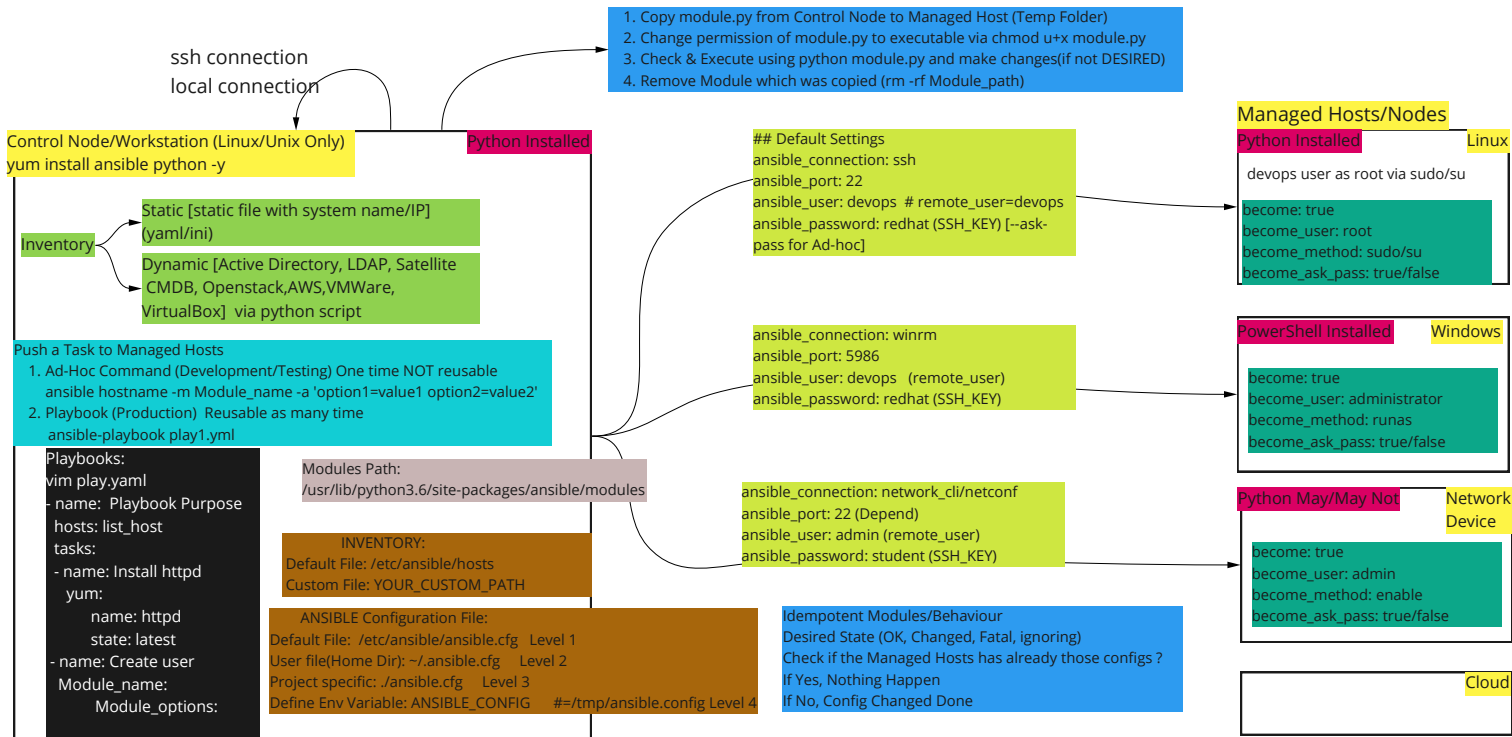 1. Copy module.py from Control Node to Managed Host (Temp Folder)
2. Change permission of module.py to executable via chmod u+x module.py
3. Check & Execute using python module.py and make changes(if not DESIRED)
4. Remove Module which was copied (rm -rf Module_path)
ssh connection
local connection
Control Node/Workstation (Linux/Unix Only)
yum install ansible python -y
Python Installed
Inventory
Static [static file with system name/IP]
(yaml/ini)
Dynamic [Active Directory, LDAP, Satellite
CMDB, Openstack,AWS,VMWare,
VirtualBox]  via python script
Push a Task to Managed Hosts
1. Ad-Hoc Command (Development/Testing) One time NOT reusable
ansible hostname -m Module_name -a 'option1=value1 option2=value2'
2. Playbook (Production)  Reusable as many time
ansible-playbook play1.yml
Playbooks:
vim play.yaml
- name:  Playbook Purpose
hosts: list_host
tasks:
- name: Install httpd
yum:
name: httpd
state: latest
- name: Create user
Module_name:
Module_options:
Modules Path:
/usr/lib/python3.6/site-packages/ansible/modules
INVENTORY:
Default File: /etc/ansible/hosts
Custom File: YOUR_CUSTOM_PATH
ANSIBLE Configuration File:
Default File:  /etc/ansible/ansible.cfg   Level 1
User file(Home Dir): ~/.ansible.cfg     Level 2
Project specific: ./ansible.cfg     Level 3
Define Env Variable: ANSIBLE_CONFIG     #=/tmp/ansible.config Level 4
## Default Settings
ansible_connection: ssh
ansible_port: 22
ansible_user: devops  # remote_user=devops
ansible_password: redhat (SSH_KEY) [--ask-
pass for Ad-hoc]
ansible_connection: winrm
ansible_port: 5986
ansible_user: devops   (remote_user)
ansible_password: redhat (SSH_KEY)
ansible_connection: network_cli/netconf
ansible_port: 22 (Depend)
ansible_user: admin (remote_user)
ansible_password: student (SSH_KEY)
Idempotent Modules/Behaviour
Desired State (OK, Changed, Fatal, ignoring)
Check if the Managed Hosts has already those configs ?
If Yes, Nothing Happen
If No, Config Changed Done
Managed Hosts/Nodes
Python Installed
Linux
devops user as root via sudo/su
become: true
become_user: root
become_method: sudo/su
become_ask_pass: true/false
PowerShell Installed
Windows
become: true
become_user: administrator
become_method: runas
become_ask_pass: true/false
Python May/May Not
Network
Device
become: true
become_user: admin
become_method: enable
become_ask_pass: true/false
Cloud